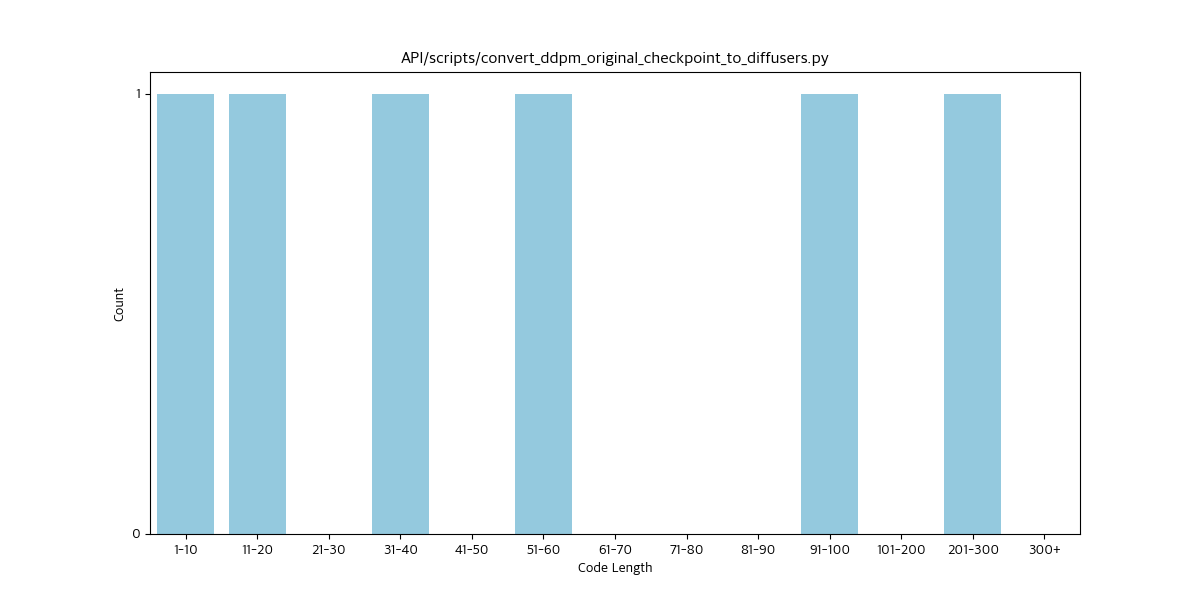 API/scripts/convert_ddpm_original_checkpoint_to_diffusers.py
1
Count
0
1-10 11-20 21-30 31-40 41-50 51-60 61-70 71-80 81-90 91-100 101-200 201-300 300+
Code Length